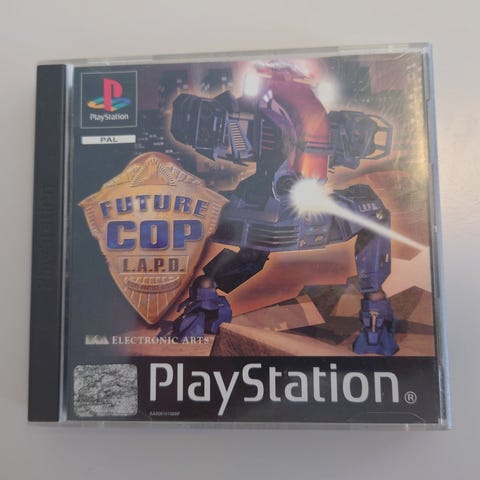 PlayStation
PAL
FUTURE
COP
L.A.P.D.
L.A.P.D.
ELECTRONIC ARTS
PlayStation®